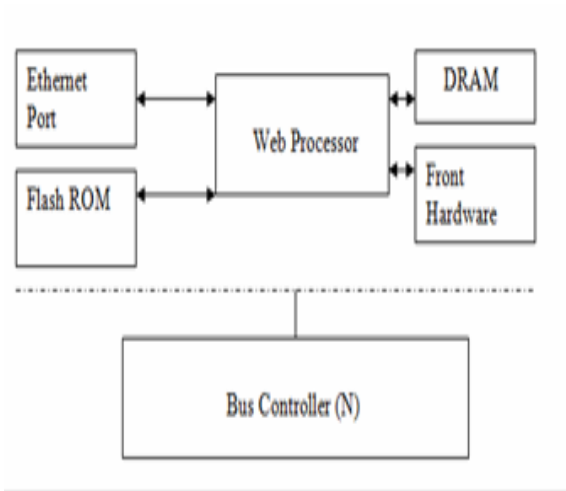 Ethernet
Port
DRAM
Web Processor
Flash ROM
Front
Hardware
Bus Controller (N)